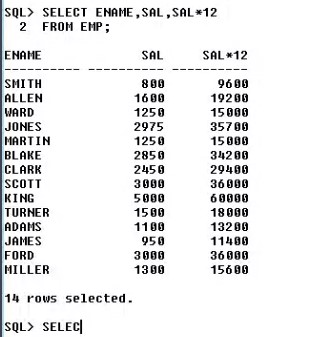 SQL> SELECT ENAME,SAL,SAL*12
  2  FROM EMP;
ENAME             SAL     SAL*12
---------- ---------- ----------
SMITH             800       9600
ALLEN            1600      19200
WARD             1250      15000
JONES            2975      35700
MARTIN           1250      15000
BLAKE            2850      34200
CLARK            2450      29400
SCOTT            3000      36000
KING             5000      60000
TURNER           1500      18000
ADAMS            1100      13200
JAMES             950      11400
FORD             3000      36000
MILLER           1300      15600
14 rows selected.
SQL> SELEC